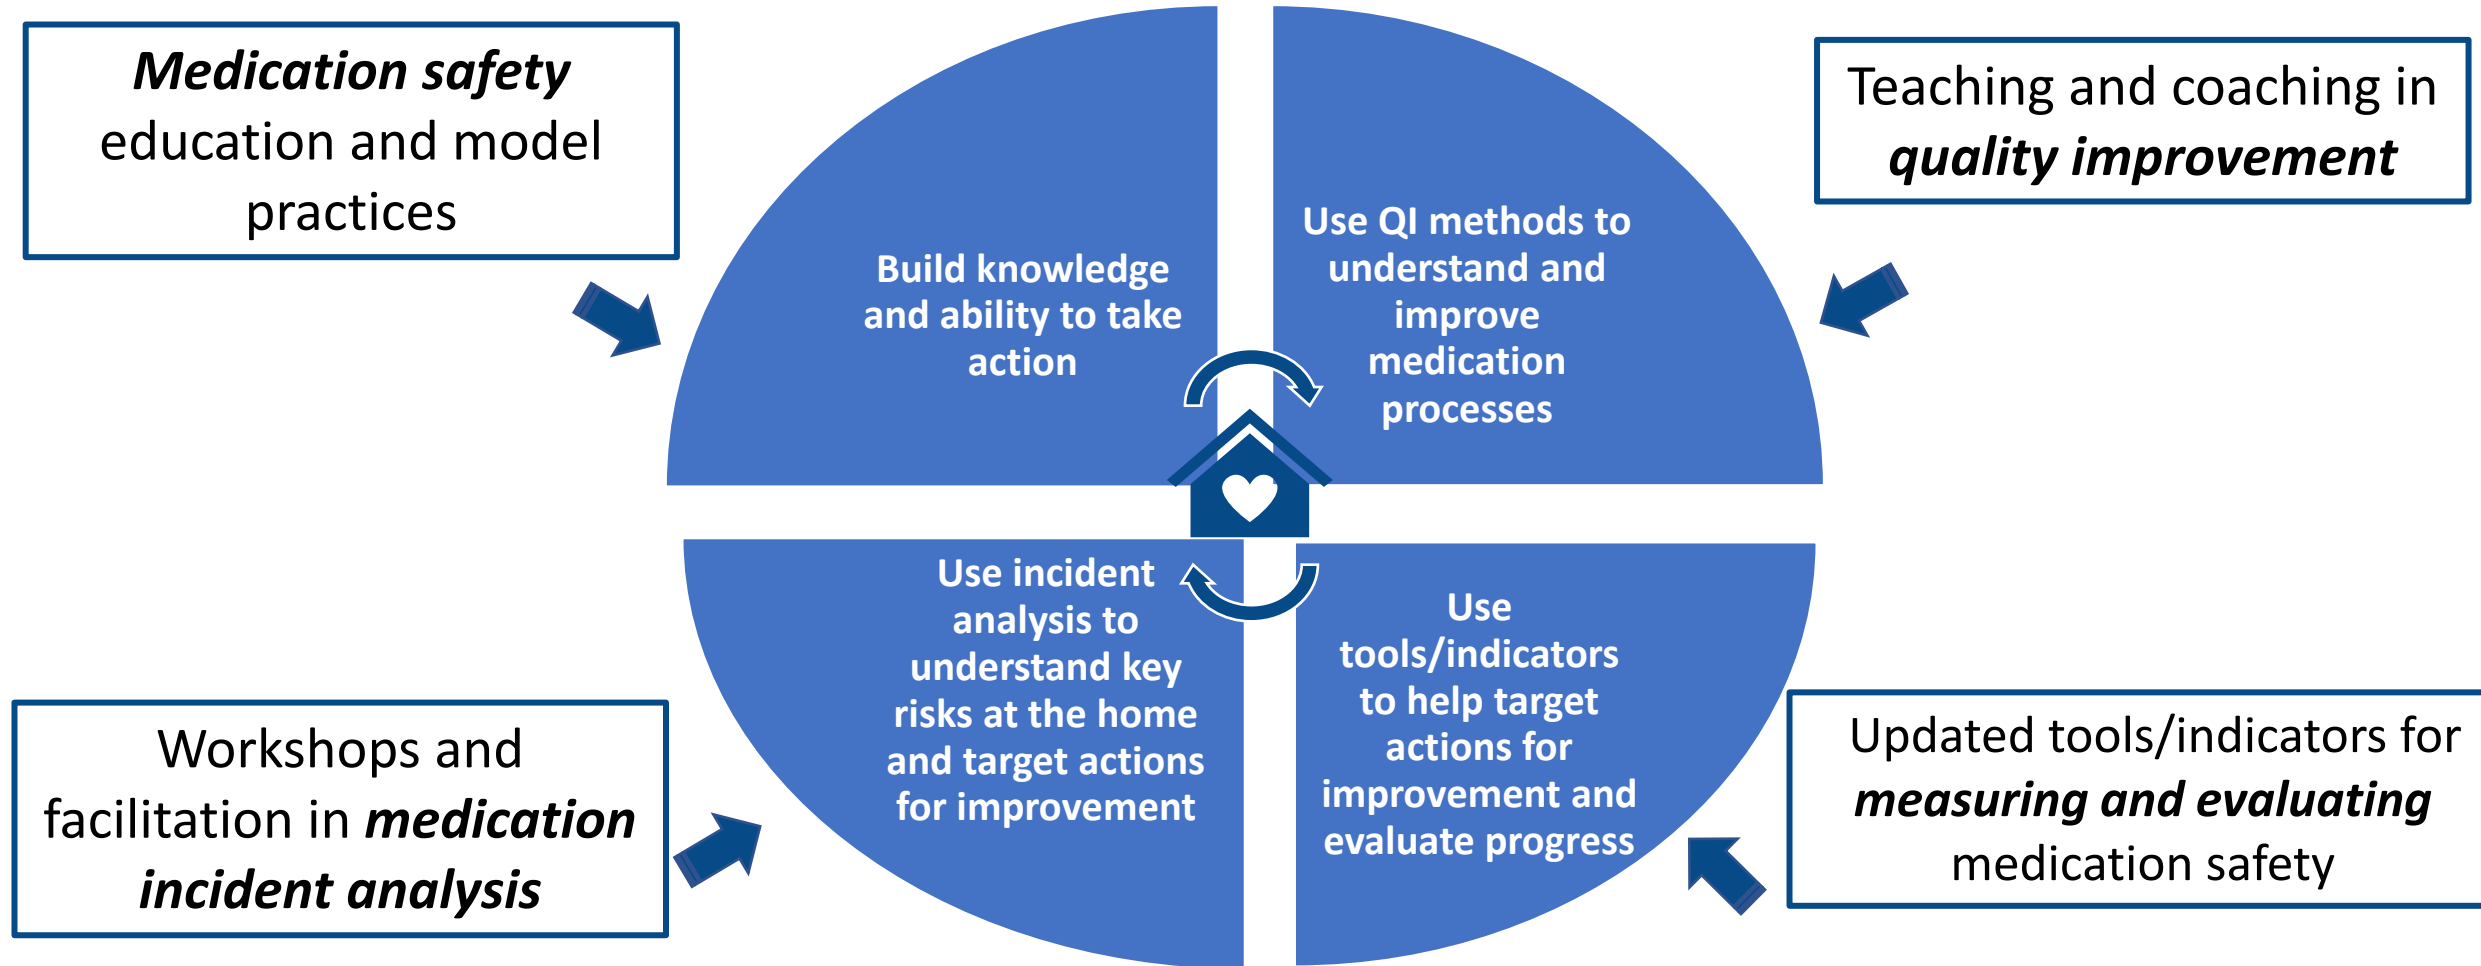 Medication safety
education and model
practices
Teaching and coaching in
quality improvement
Build knowledge
and ability to take
action
Use QI methods to
understand and
improve
medication
processes
Use incident
analysis to
understand key
risks at the home
and target actions
for improvement
Use
tools/indicators
to help target
actions for
improvement and
evaluate progress
Workshops and
facilitation in medication
incident analysis
Updated tools/indicators for
measuring and evaluating
medication safety